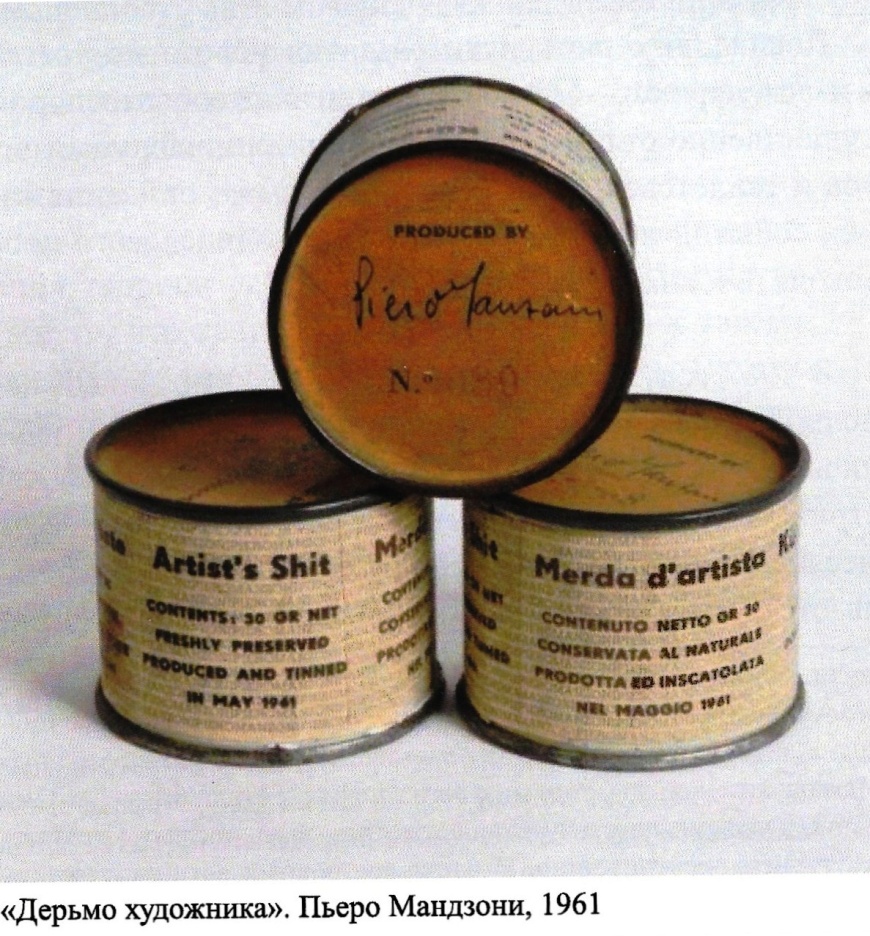 PRODUCED BY
Piero Manzoni
N.º
Artist's Shit
CONTENTS: 30 GR NET
FRESHLY PRESERVED
PRODUCED AND TINNED
IN MAY 1961
PRODUCED BY
Merda d'artista
CONTENUTO NETTO GR 30
CONSERVATA AL NATURALE
PRODOTTA ED INSCATOLATA
NEL MAGGIO 1961
«Дерьмо художника». Пьеро Мандзони, 1961